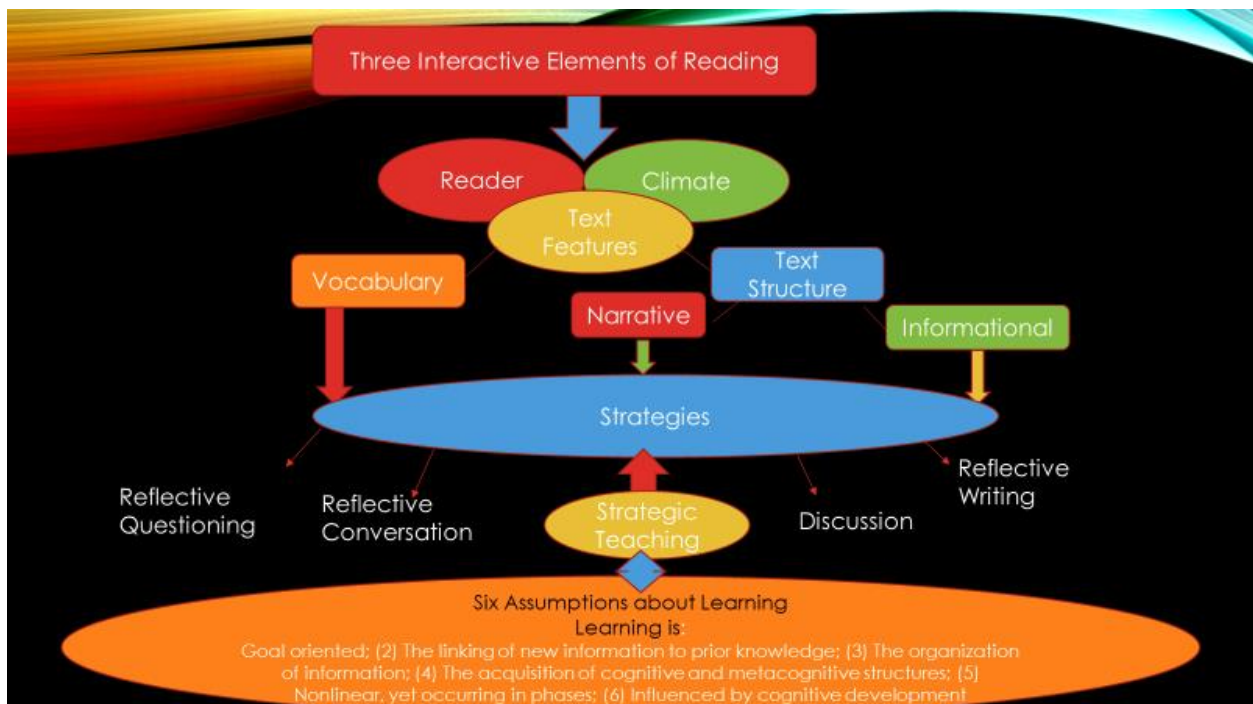 Three Interactive Elements of Reading
Reader
Climate
Text
Features
Vocabulary
Text
Structure
Narrative
Informational
Strategies
Reflective
Questioning
Reflective
Conversation
Strategic
Teaching
Discussion
Reflective
Writing
Six Assumptions about Learning
Learning is:
Goal oriented; (2) The linking of new information to prior knowledge; (3) The organization
of information; (4) The acquisition of cognitive and metacognitive structures; (5)
Nonlinear, yet occurring in phases; (6) Influenced by cognitive development